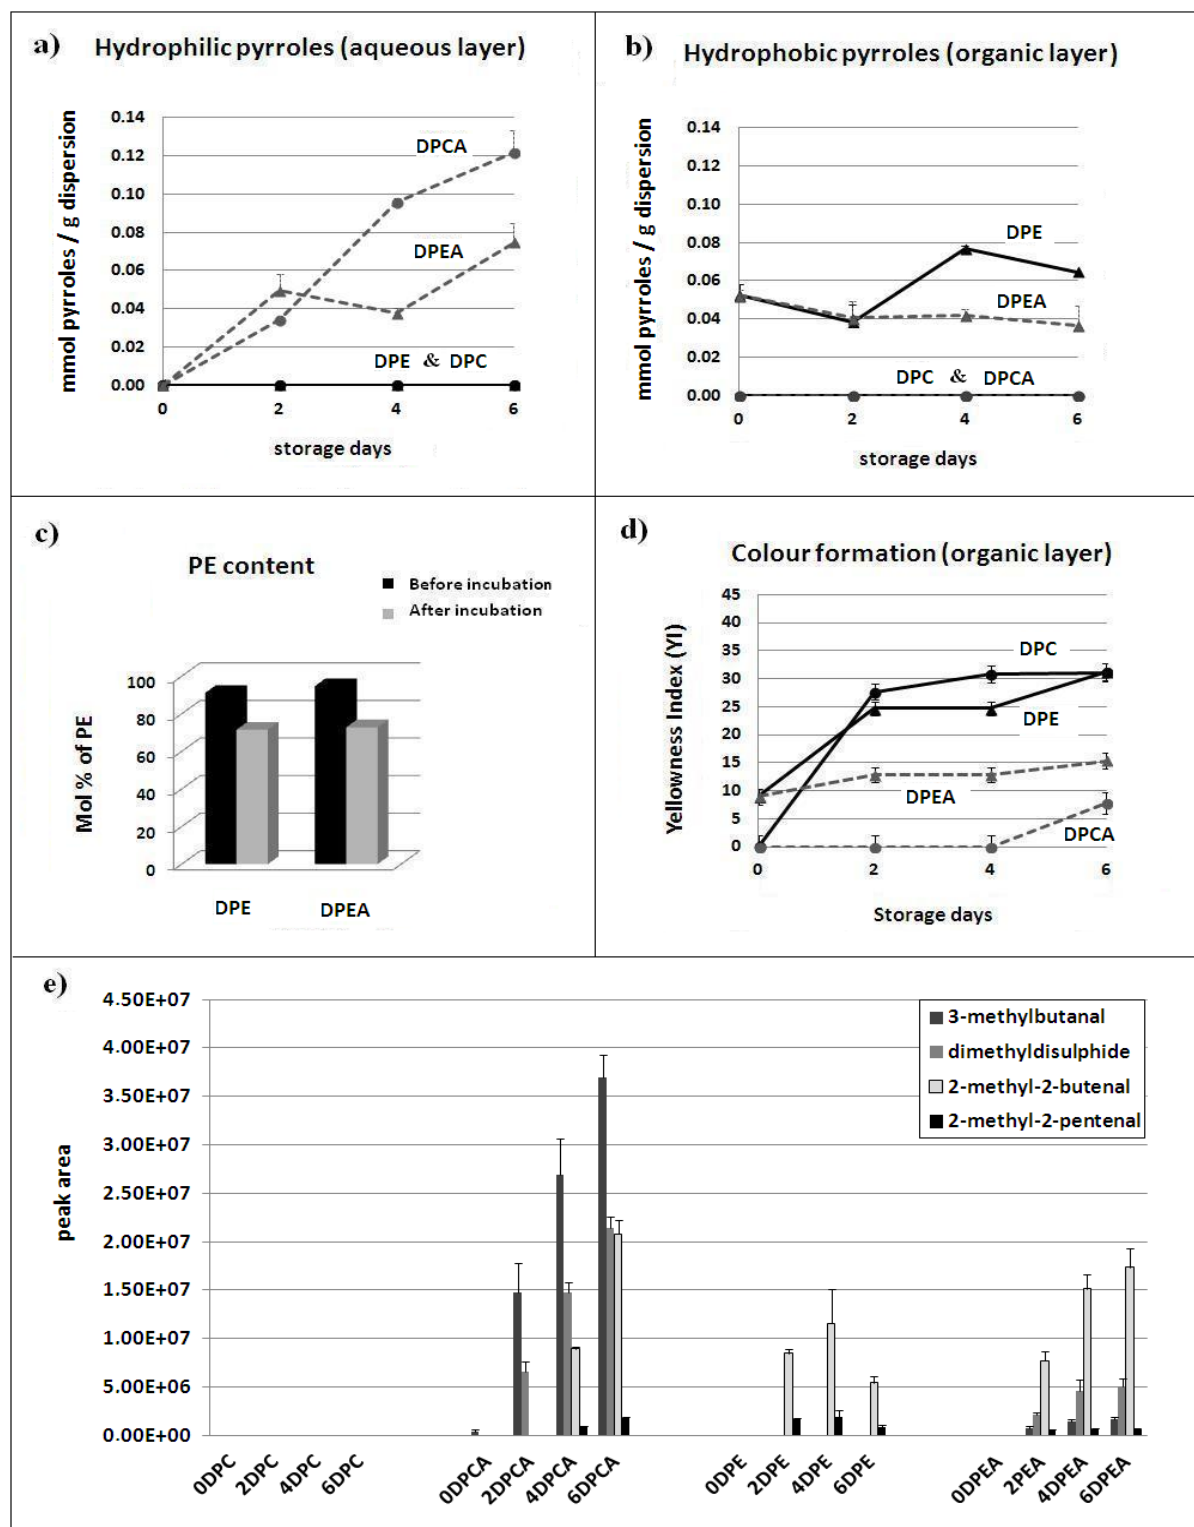 a)
Hydrophilic pyrroles (aqueous layer)
mmol pyrroles / g dispersion
0.14
0.12
0.10
0.08
0.06
0.04
0.02
0.00
DPCA
DPEA
DPE & DPC
0 2 4 6
storage days
b)
Hydrophobic pyrroles (organic layer)
mmol pyrroles / g dispersion
0.14
0.12
0.10
0.08
0.06
0.04
0.02
0.00
DPE
DPEA
DPC & DPCA
0 2 4 6
storage days
c)
PE content
Before incubation
After incubation
Mol % of PE
100
80
60
40
20
0
DPE DPEA
d)
Colour formation (organic layer)
Yellowness Index (YI)
45
40
35
30
25
20
15
10
5
0
DPC
DPE
DPEA
DPCA
0 2 4 6
Storage days
e)
peak area
4.50E+07
4.00E+07
3.50E+07
3.00E+07
2.50E+07
2.00E+07
1.50E+07
1.00E+07
5.00E+06
0.00E+00
3-methylbutanal
dimethyldisulphide
2-methyl-2-butenal
2-methyl-2-pentenal
0DPC 2DPC 4DPC 6DPC 0DPCA 2DPCA 4DPCA 6DPCA 0DPE 2DPE 4DPE 6DPE 0DPEA 2PEA 4DPEA 6DPEA